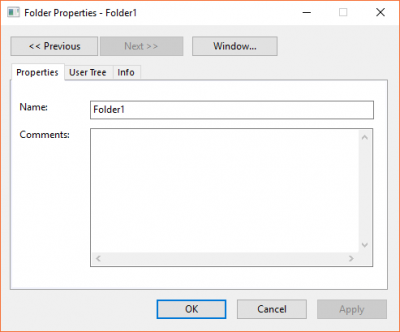 Folder Properties - Folder1
<< Previous
Next >>
Window...
Properties
User Tree
Info
Name:
Folder1
Comments:
OK
Cancel
Apply